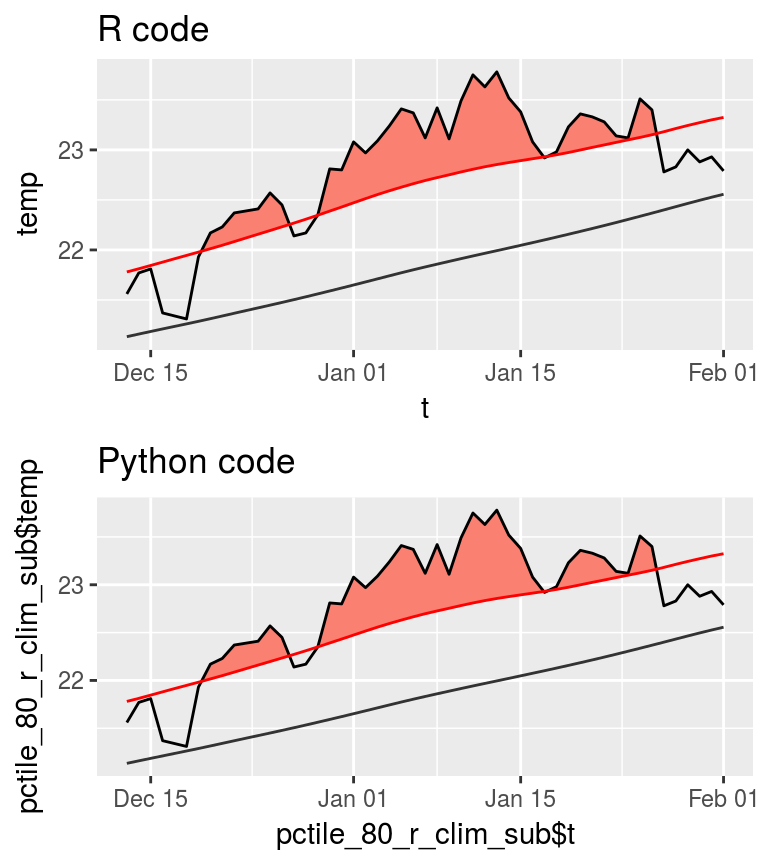 R code
temp
23
22
Dec 15
Jan 01
Jan 15
Feb 01
t
Python code
pctile_80_r_clim_sub$temp
23
22
Dec 15
Jan 01
Jan 15
Feb 01
pctile_80_r_clim_sub$t